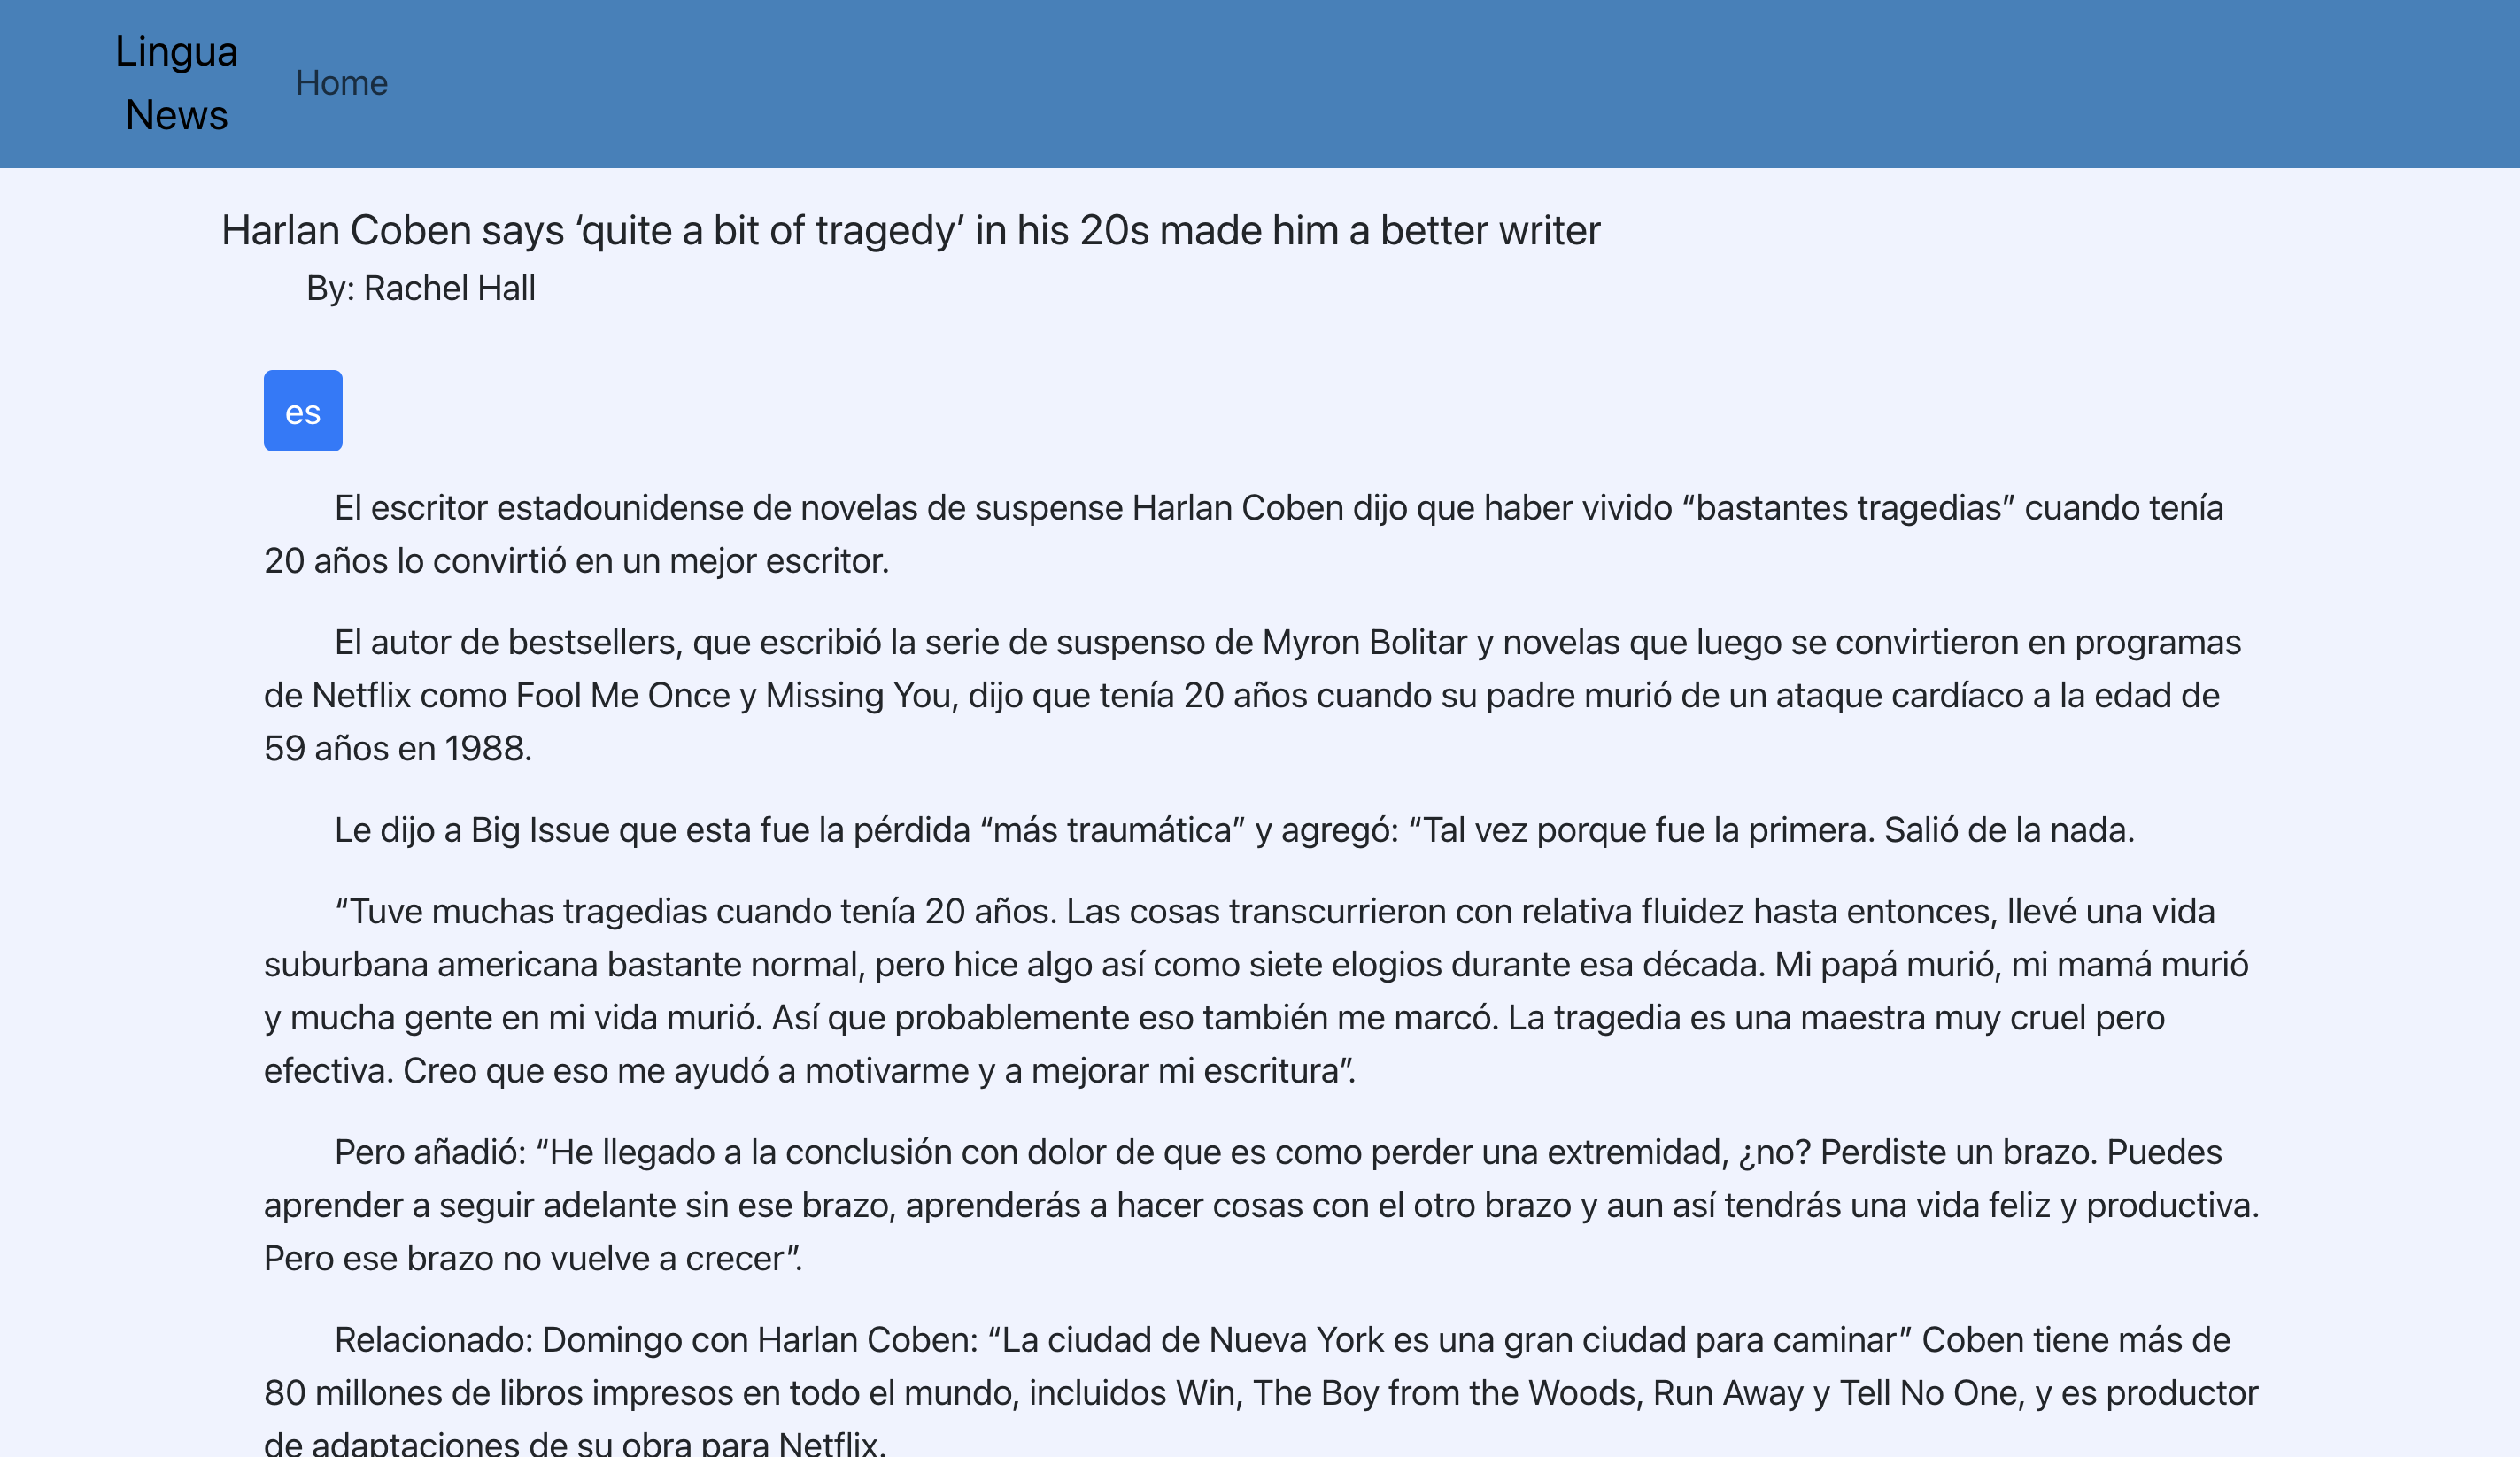 Lingua
News
Home
Harlan Coben says ‘quite a bit of tragedy’ in his 20s made him a better writer
By: Rachel Hall
es
El escritor estadounidense de novelas de suspense Harlan Coben dijo que haber vivido “bastantes tragedias” cuando tenía
20 años lo convirtió en un mejor escritor.
El autor de bestsellers, que escribió la serie de suspenso de Myron Bolitar y novelas que luego se convirtieron en programas
de Netflix como Fool Me Once y Missing You, dijo que tenía 20 años cuando su padre murió de un ataque cardíaco a la edad de
59 años en 1988.
Le dijo a Big Issue que esta fue la pérdida “más traumática” y agregó: “Tal vez porque fue la primera. Salió de la nada.
“Tuve muchas tragedias cuando tenía 20 años. Las cosas transcurrieron con relativa fluidez hasta entonces, llevé una vida
suburbana americana bastante normal, pero hice algo así como siete elogios durante esa década. Mi papá murió, mi mamá murió
y mucha gente en mi vida murió. Así que probablemente eso también me marcó. La tragedia es una maestra muy cruel pero
efectiva. Creo que eso me ayudó a motivarme y a mejorar mi escritura”.
Pero añadió: “He llegado a la conclusión con dolor de que es como perder una extremidad, ¿no? Perdiste un brazo. Puedes
aprender a seguir adelante sin ese brazo, aprenderás a hacer cosas con el otro brazo y aun así tendrás una vida feliz y productiva.
Pero ese brazo no vuelve a crecer”.
Relacionado: Domingo con Harlan Coben: “La ciudad de Nueva York es una gran ciudad para caminar” Coben tiene más de
80 millones de libros impresos en todo el mundo, incluidos Win, The Boy from the Woods, Run Away y Tell No One, y es productor
de adaptaciones de su obra para Netflix.